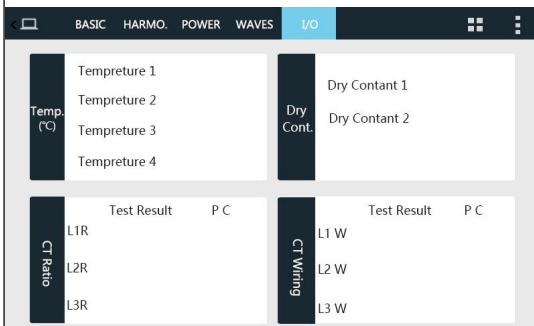 BASIC HARMO. POWER WAVES I/O
Temp.
(℃)
Tempreture 1
Tempreture 2
Tempreture 3
Tempreture 4
Dry
Cont.
Dry Contant 1
Dry Contant 2
CT Ratio
Test Result P C
L1R
L2R
L3R
CT Wiring
Test Result P C
L1 W
L2 W
L3 W